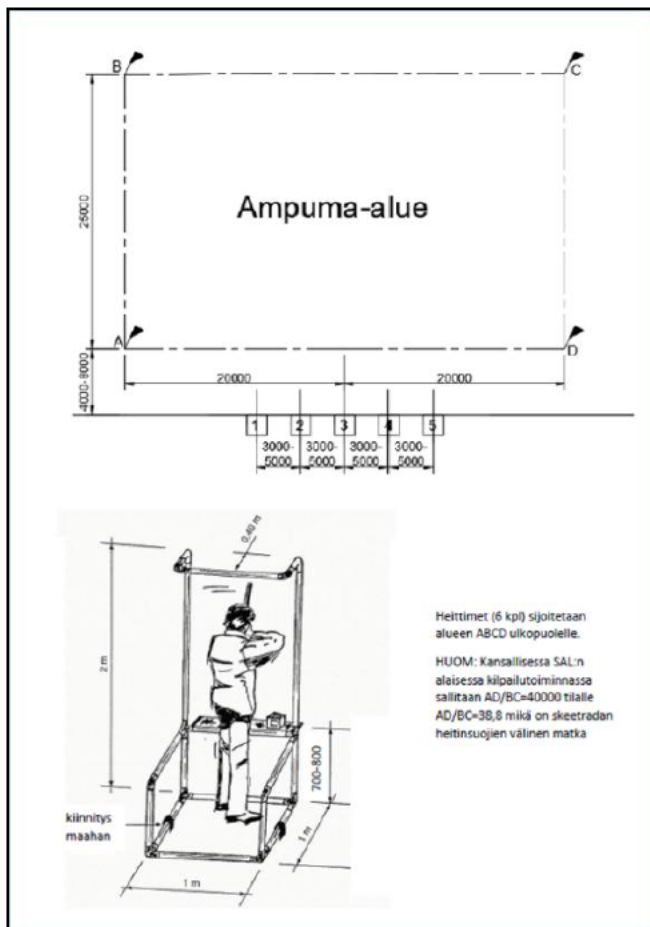 B
C
Ampuma-alue
25000
A
D
4000-8000
20000
20000
1
2
3
4
5
3000-
3000-
3000-
3000-
5000
5000
5000
5000
0,40 m
2 m
Heittimet (6 kpl) sijoitetaan
alueen ABCD ulkopuolelle.
HUOM: Kansallisessa SAL:n
alaisessa kilpailutoiminnassa
sallitaan AD/BC=40000 tilalle
AD/BC=38,8 mikä on skeetradan
heitinsuojien välinen matka
700-800
kiinnitys
maahan
1 m
1 m